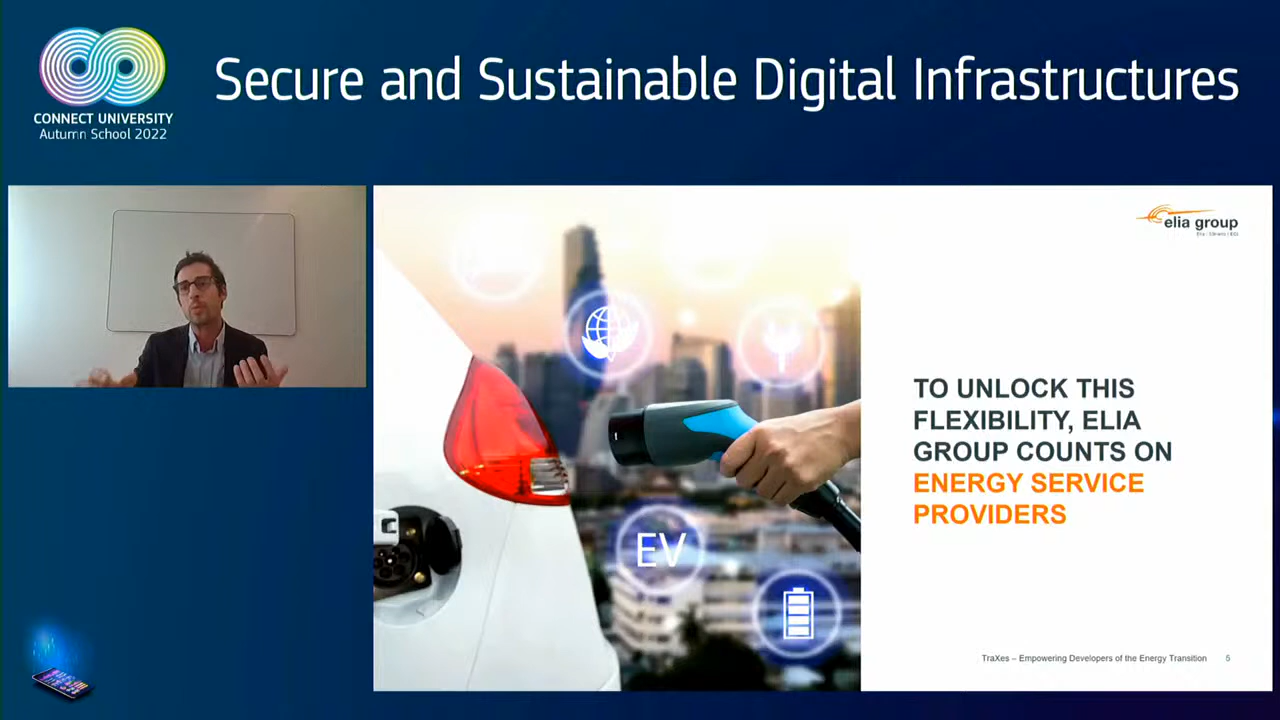 Secure and Sustainable Digital Infrastructures
CONNECT UNIVERSITY
Autumn School 2022
elia group
TO UNLOCK THIS
FLEXIBILITY, ELIA
GROUP COUNTS ON
ENERGY SERVICE
PROVIDERS
EV
TraXes – Empowering Developers of the Energy Transition 5